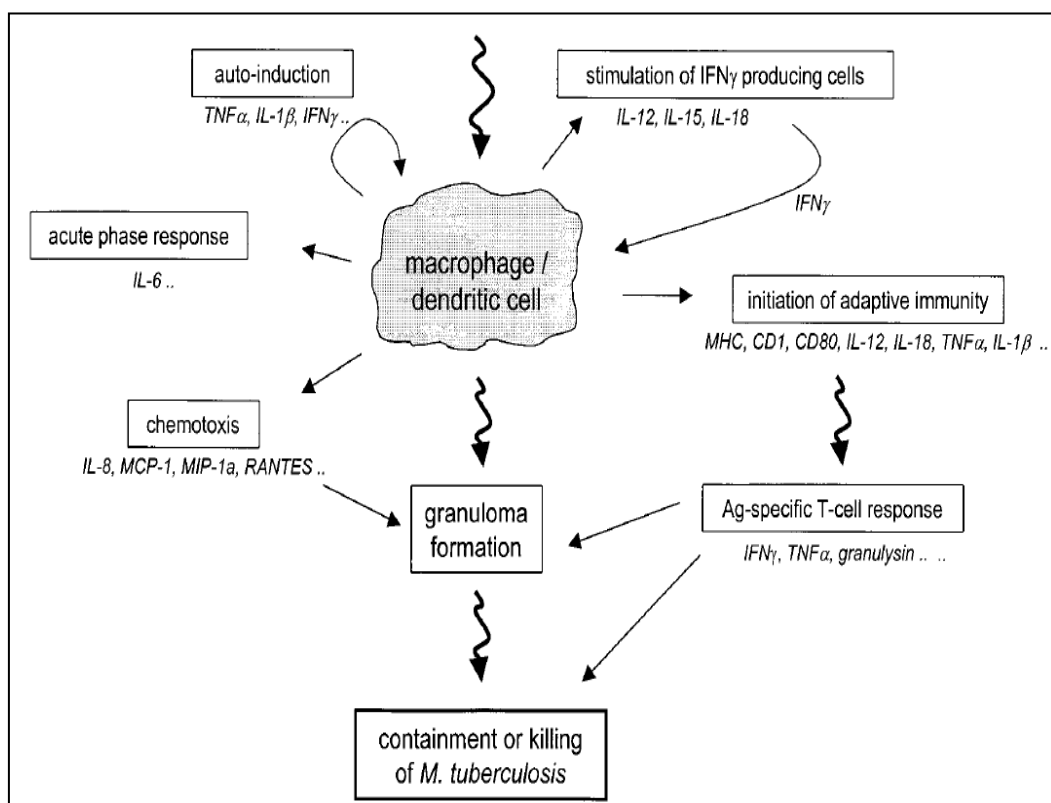 auto-induction
TNFα, IL-1β, IFNγ ..
stimulation of IFNγ producing cells
IL-12, IL-15, IL-18
IFNγ
acute phase response
IL-6 ..
macrophage /
dendritic cell
initiation of adaptive immunity
MHC, CD1, CD80, IL-12, IL-18, TNFα, IL-1β ..
chemotoxis
IL-8, MCP-1, MIP-1a, RANTES ..
granuloma
formation
Ag-specific T-cell response
IFNγ, TNFα, granulysin .. ..
containment or killing
of M. tuberculosis